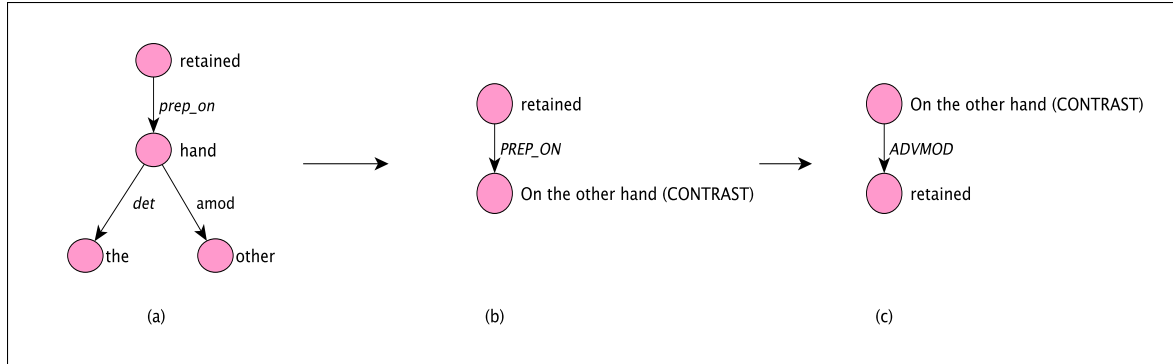 retained
prep_on
hand
det
amod
the
other
(a)
retained
PREP_ON
On the other hand (CONTRAST)
(b)
On the other hand (CONTRAST)
ADVMOD
retained
(c)